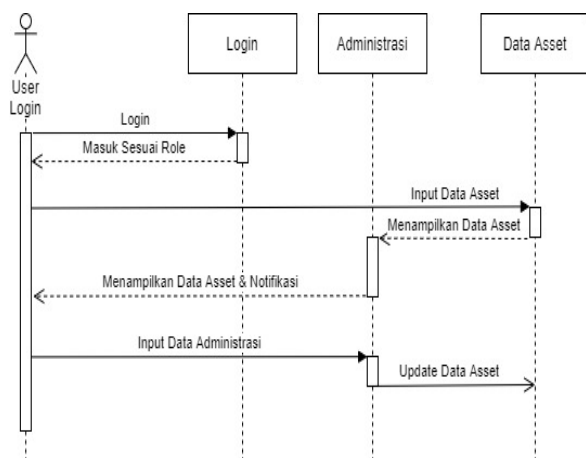 Login
Administrasi
Data Asset
User
Login
Login
Masuk Sesuai Role
Input Data Asset
Menampilkan Data Asset
Menampilkan Data Asset & Notifikasi
Input Data Administrasi
Update Data Asset